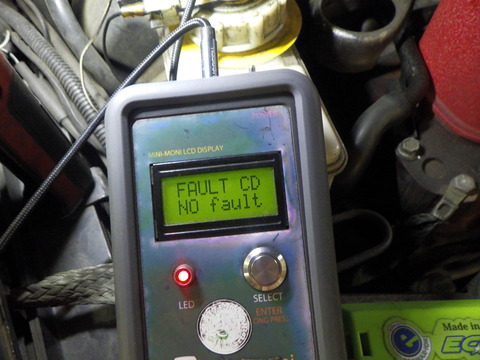 MINI-MONI LCD DISPLAY
FAULT CD
NO fault
LED
SELECT
ENTER
Made in